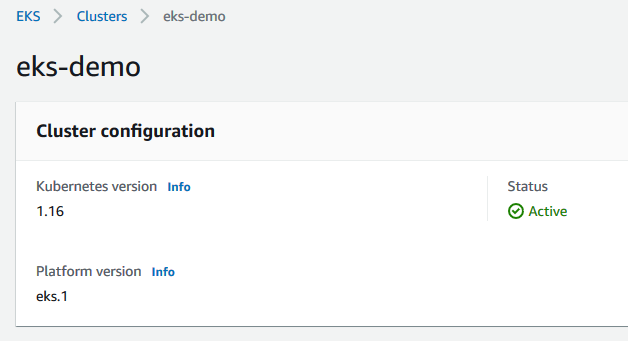 EKS > Clusters > eks-demo
eks-demo
Cluster configuration
Kubernetes version Info
1.16
Status
Active
Platform version Info
eks.1